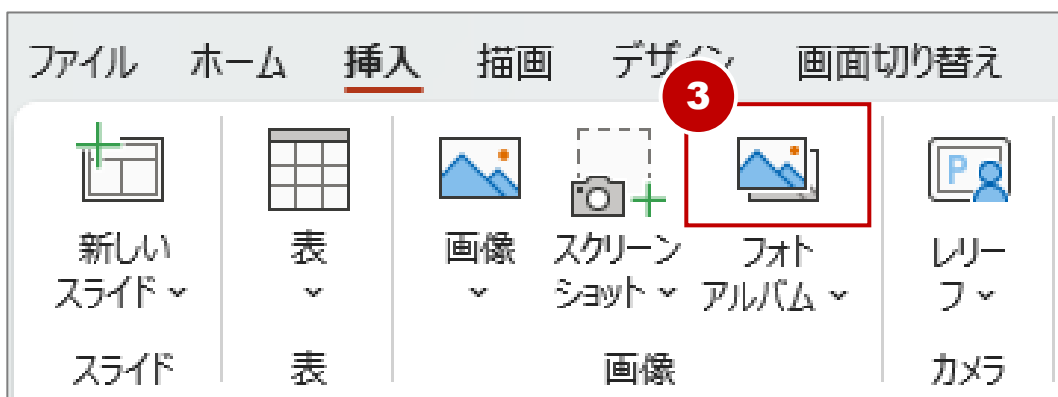 ファイル ホーム 挿入 描画 デザイン 画面切り替え
3
P
新しい
スライド
表
画像
スクリーン
ショット
フォト
アルバム
レリー
フ
スライド 表 画像 カメラ